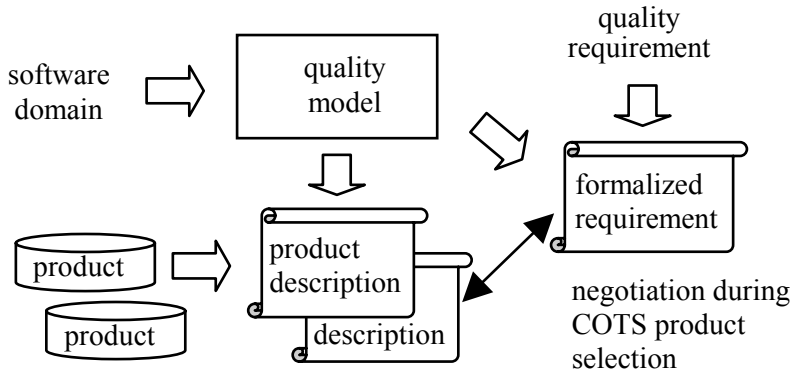 software
domain
quality
model
quality
requirement
formalized
requirement
product
product
product
description
description
negotiation during
COTS product
selection